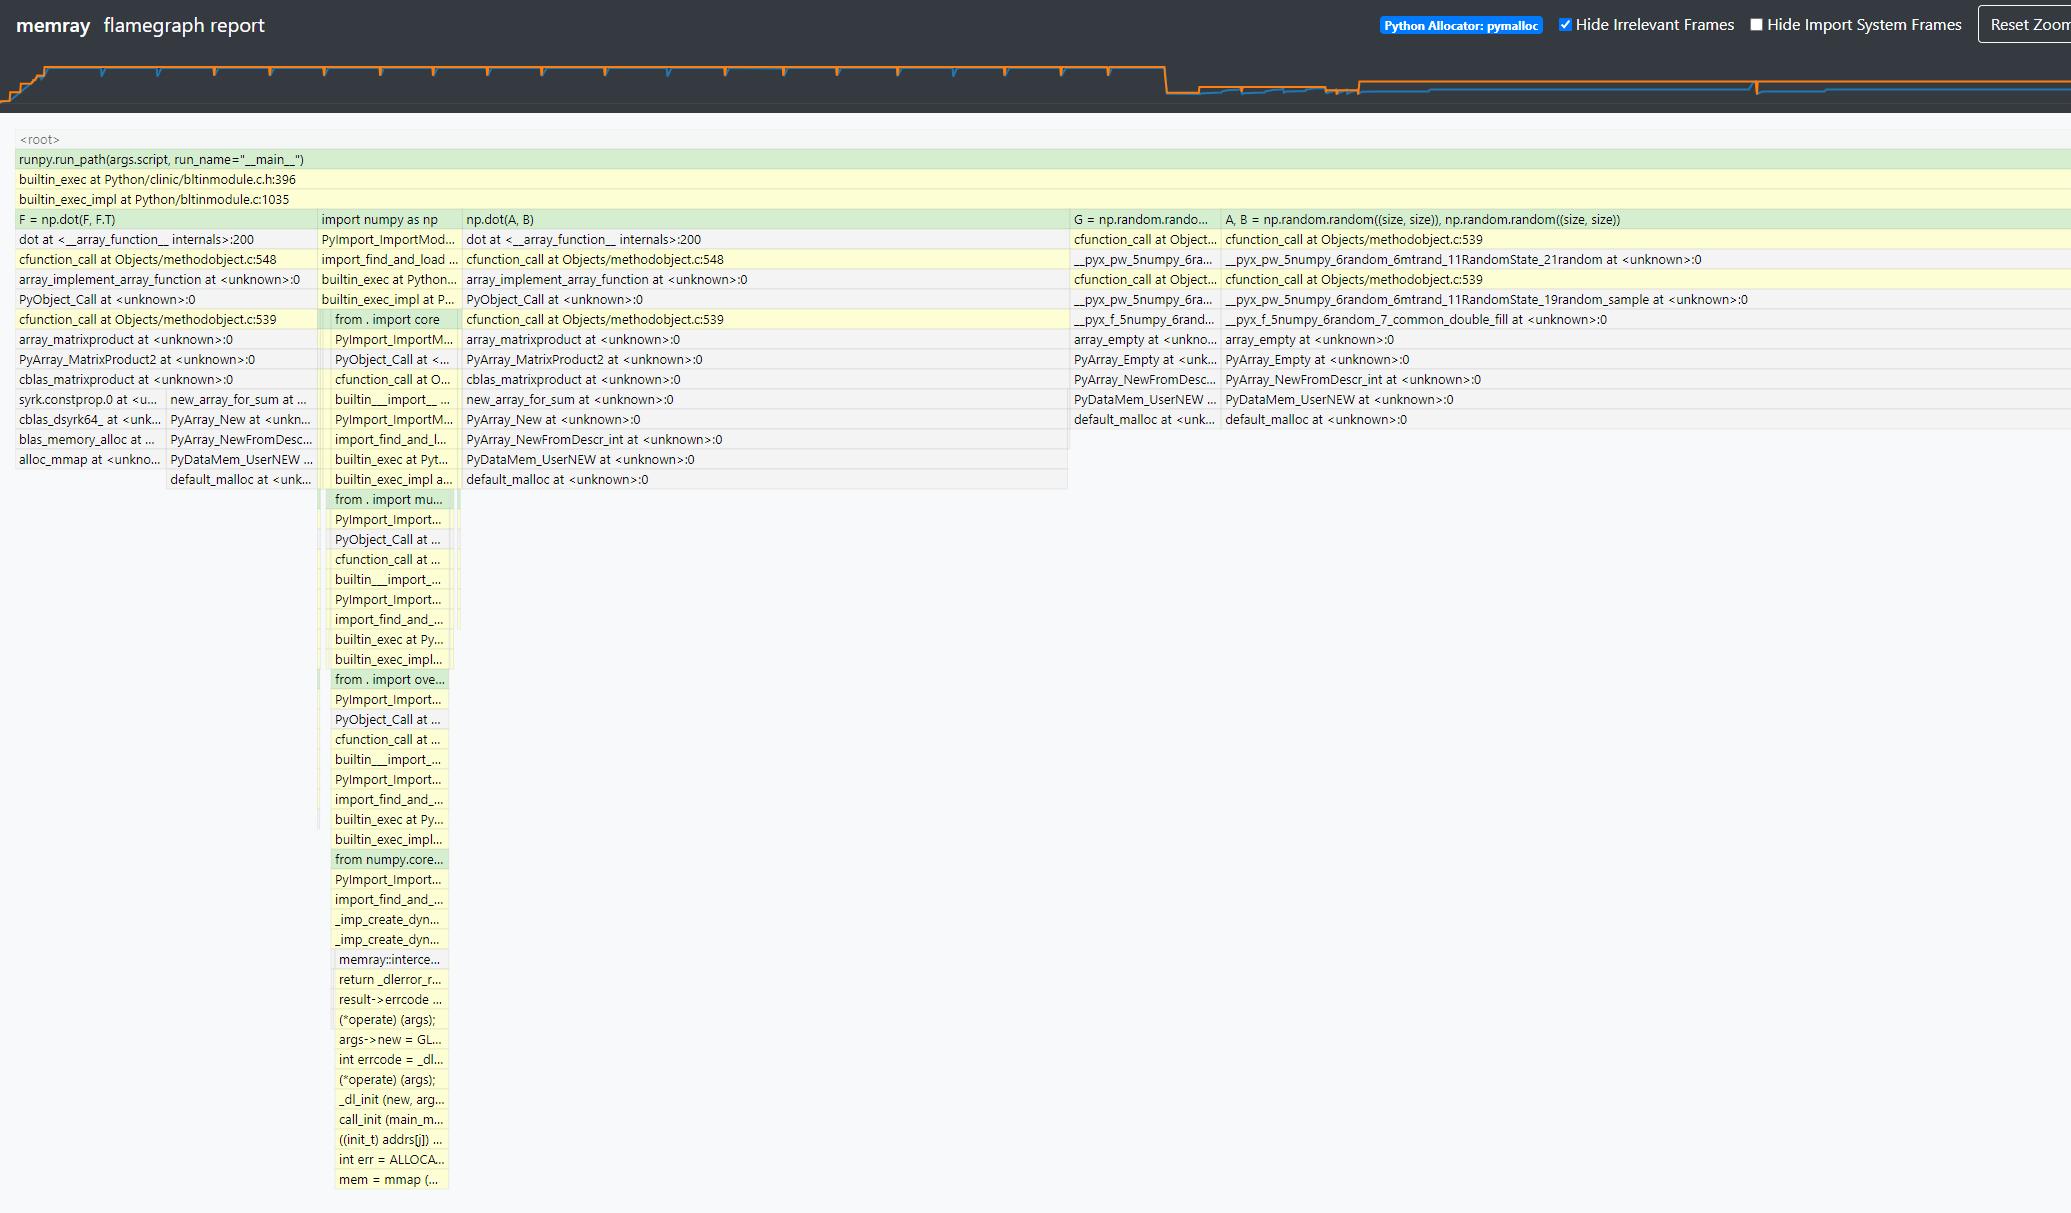 memray flamegraph report Python Allocator: pymalloc Hide Irrelevant Frames Hide Import System Frames Reset Zoom
<root>
runpy.run_path(args.script, run_name="__main__")
builtin_exec at Python/clinic/bltinmodule.c.h:396
builtin_exec_impl at Python/bltinmodule.c:1035
F = np.dot(F, F.T) import numpy as np np.dot(A, B) G = np.random.rando... A, B = np.random.random((size, size)), np.random.random((size, size))
dot at <__array_function__ internals>:200 PyImport_ImportMod... dot at <__array_function__ internals>:200 cfunction_call at Object... cfunction_call at Objects/methodobject.c:539
cfunction_call at Objects/methodobject.c:548 import_find_and_load ... cfunction_call at Objects/methodobject.c:548 __pyx_pw_5numpy_6ra... __pyx_pw_5numpy_6random_6mtrand_11RandomState_21random at <unknown>:0
array_implement_array_function at <unknown>:0 builtin_exec at Python... array_implement_array_function at <unknown>:0 cfunction_call at Object... cfunction_call at Objects/methodobject.c:539
PyObject_Call at <unknown>:0 builtin_exec_impl at P... PyObject_Call at <unknown>:0 __pyx_pw_5numpy_6ra... __pyx_pw_5numpy_6random_6mtrand_11RandomState_19random_sample at <unknown>:0
cfunction_call at Objects/methodobject.c:539 from . import core cfunction_call at Objects/methodobject.c:539 __pyx_f_5numpy_6rand... __pyx_f_5numpy_6random_7_common_double_fill at <unknown>:0
array_matrixproduct at <unknown>:0 PyImport_ImportM... array_matrixproduct at <unknown>:0 array_empty at <unkno... array_empty at <unknown>:0
PyArray_MatrixProduct2 at <unknown>:0 PyObject_Call at <... PyArray_MatrixProduct2 at <unknown>:0 PyArray_Empty at <unk... PyArray_Empty at <unknown>:0
cblas_matrixproduct at <unknown>:0 cfunction_call at O... cblas_matrixproduct at <unknown>:0 PyArray_NewFromDesc... PyArray_NewFromDescr_int at <unknown>:0
syrk.constprop.0 at <u... new_array_for_sum at ... builtin__import__ ... new_array_for_sum at <unknown>:0 PyDataMem_UserNEW ... PyDataMem_UserNEW at <unknown>:0
cblas_dsyrk64_ at <unk... PyArray_New at <unkn... PyImport_ImportM... PyArray_New at <unknown>:0 default_malloc at <unk... default_malloc at <unknown>:0
blas_memory_alloc at ... PyArray_NewFromDesc... import_find_and_l... PyArray_NewFromDescr_int at <unknown>:0
alloc_mmap at <unkno... PyDataMem_UserNEW ... builtin_exec at Pyt... PyDataMem_UserNEW at <unknown>:0
default_malloc at <unk... builtin_exec_impl a... default_malloc at <unknown>:0
from . import mu...
PyImport_Import...
PyObject_Call at ...
cfunction_call at ...
builtin___import_...
PyImport_Import...
import_find_and_...
builtin_exec at Py...
builtin_exec_impl...
from . import ove...
PyImport_Import...
PyObject_Call at ...
cfunction_call at ...
builtin___import_...
PyImport_Import...
import_find_and_...
builtin_exec at Py...
builtin_exec_impl...
from numpy.core...
PyImport_Import...
import_find_and_...
_imp_create_dyn...
_imp_create_dyn...
memray::interce...
return _dlerror_r...
result->errcode ...
(*operate) (args);
args->new = GL...
int errcode = _dl...
(*operate) (args);
_dl_init (new, arg...
call_init (main_m...
((init_t) addrs[j]) ...
int err = ALLOCA...
mem = mmap (...